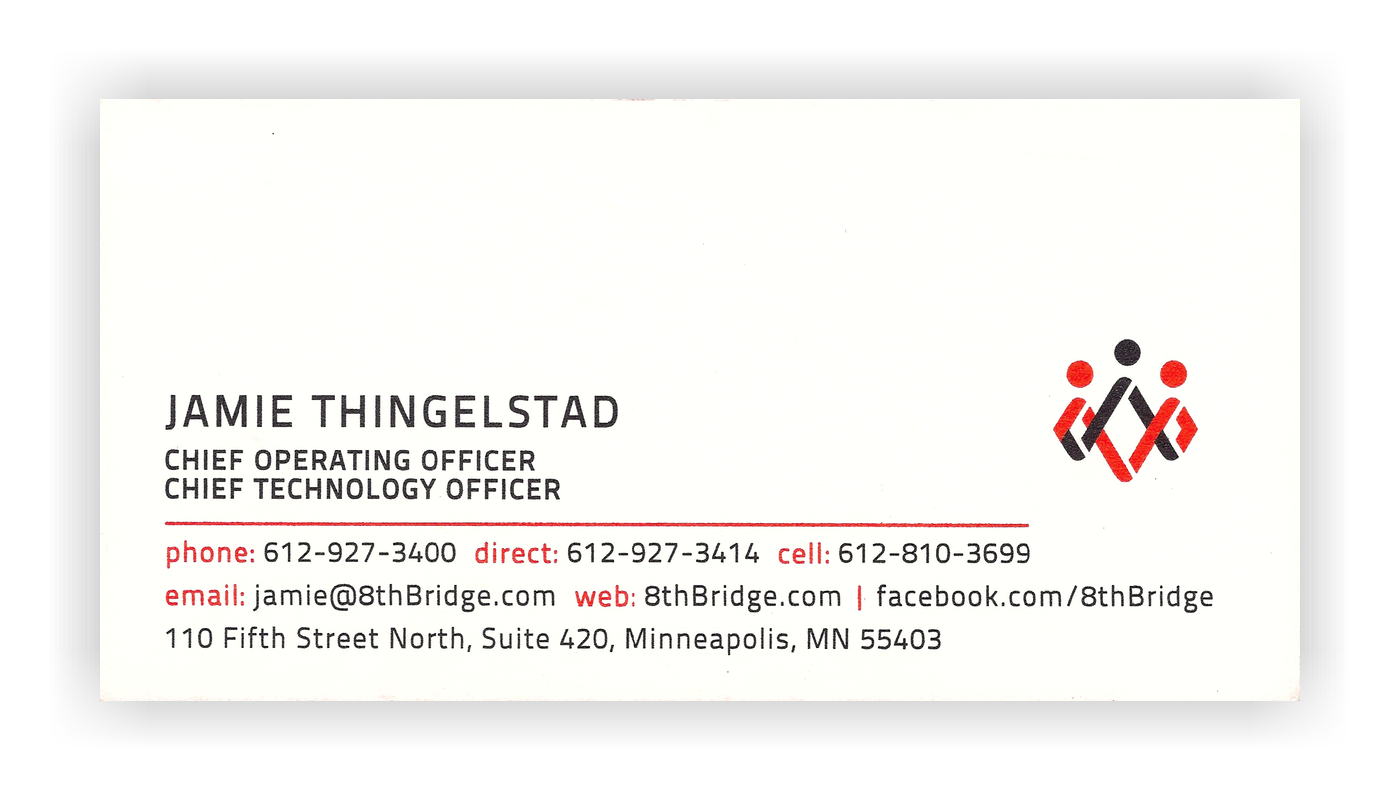 JAMIE THINGELSTAD
CHIEF OPERATING OFFICER
CHIEF TECHNOLOGY OFFICER
phone: 612-927-3400 direct: 612-927-3414 cell: 612-810-3699
email: jamie@8thBridge.com web: 8thBridge.com | facebook.com/8thBridge
110 Fifth Street North, Suite 420, Minneapolis, MN 55403